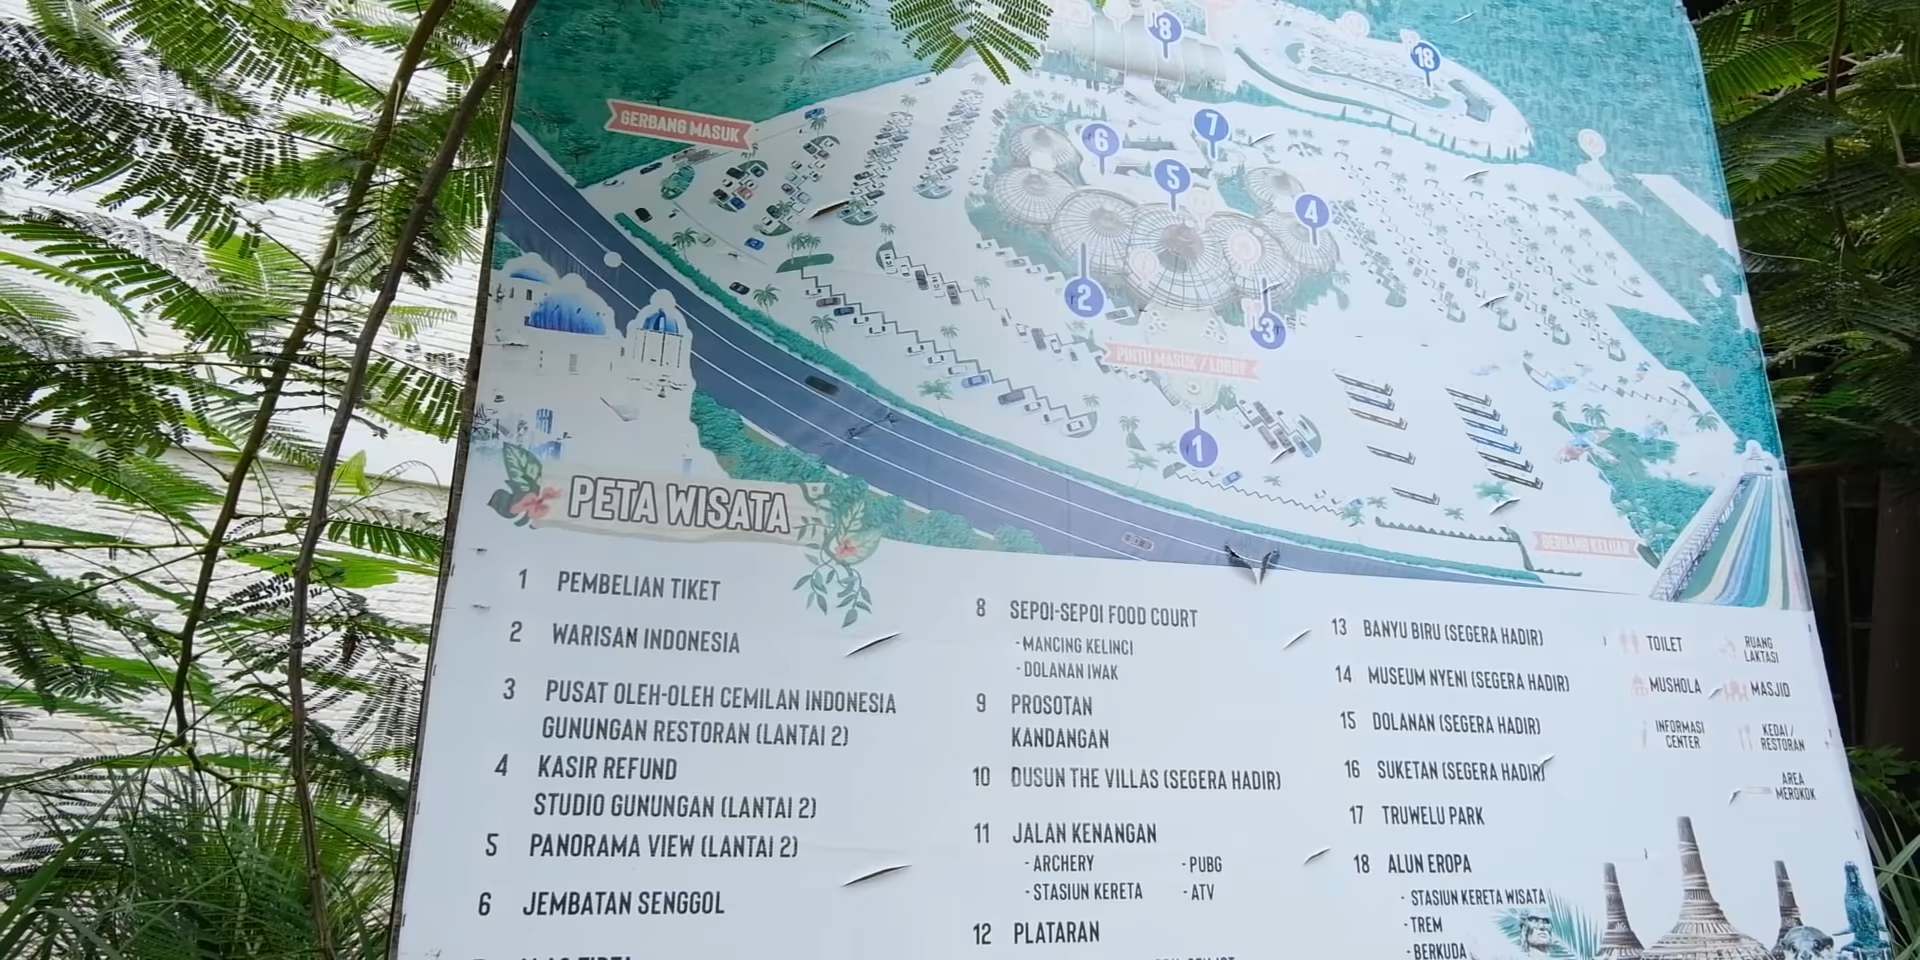 8
18
GERBANG MASUK
6
7
5
4
2
3
PINTU MASUK / LOBBY
1
GERBANG KELUAR
PETA WISATA
1 PEMBELIAN TIKET
2 WARISAN INDONESIA
3 PUSAT OLEH-OLEH CEMILAN INDONESIA
GUNUNGAN RESTORAN (LANTAI 2)
4 KASIR REFUND
STUDIO GUNUNGAN (LANTAI 2)
5 PANORAMA VIEW (LANTAI 2)
6 JEMBATAN SENGGOL
8 SEPOI-SEPOI FOOD COURT
- MANCING KELINCI
- DOLANAN IWAK
9 PROSOTAN
KANDANGAN
10 DUSUN THE VILLAS (SEGERA HADIR)
11 JALAN KENANGAN
- ARCHERY - PUBG
- STASIUN KERETA - ATV
12 PLATARAN
13 BANYU BIRU (SEGERA HADIR)
14 MUSEUM NYENI (SEGERA HADIR)
15 DOLANAN (SEGERA HADIR)
16 SUKETAN (SEGERA HADIR)
17 TRUWELU PARK
18 ALUN EROPA
- STASIUN KERETA WISATA
- TREM
- BERKUDA
TOILET
RUANG
LAKTASI
MUSHOLA
MASJID
INFORMASI
CENTER
KEDAI /
RESTORAN
AREA
MEROKOK